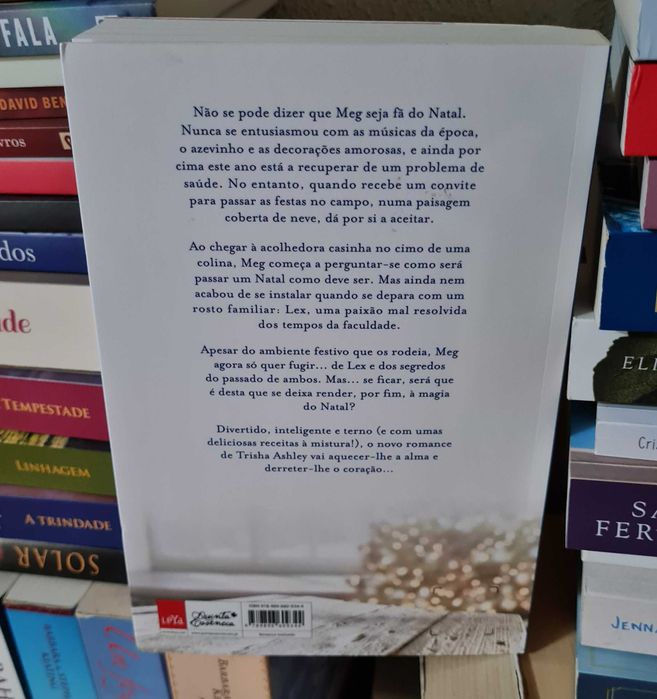 Não se pode dizer que Meg seja fã do Natal.
Nunca se entusiasmou com as músicas da época,
o azevinho e as decorações amorosas, e ainda por
cima este ano está a recuperar de um problema de
saúde. No entanto, quando recebe um convite
para passar as festas no campo, numa paisagem
coberta de neve, dá por si a aceitar.
Ao chegar à acolhedora casinha no cimo de uma
colina, Meg começa a perguntar-se como será
passar um Natal como deve ser. Mas ainda nem
acabou de se instalar quando se depara com um
rosto familiar: Lex, uma paixão mal resolvida
dos tempos da faculdade.
Apesar do ambiente festivo que os rodeia, Meg
agora só quer fugir... de Lex e dos segredos
do passado de ambos. Mas... se ficar, será que
é desta que se deixa render, por fim, à magia
do Natal?
Divertido, inteligente e terno (e com umas
deliciosas receitas à mistura!), o novo romance
de Trisha Ashley vai aquecer-lhe a alma e
derreter-lhe o coração...
LeYa
Quinta Essência
FALA
DAVID BEN
VROS
dos
de
TEMPESTADE
LINHAGEM
A TRINDADE
SOLAR
BARBARA
ELI
CRI
SA
FER
JENNA